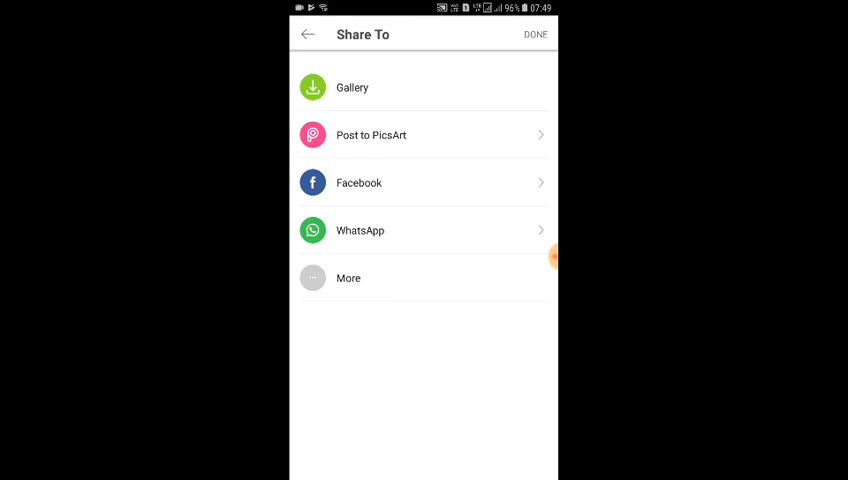 96% 07:49
Share To
DONE
Gallery
Post to PicsArt
Facebook
WhatsApp
More